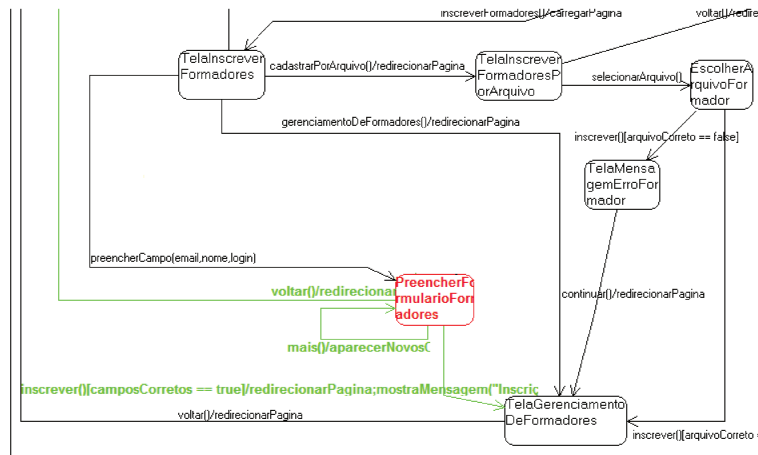 inscreverFormadores()/carregarPagina
voltar()/redire
TelaInscrever
Formadores
cadastrarPorArquivo()/redirecionarPagina
TelaInscrever
FormadoresP
orArquivo
selecionarArquivo()
EscolherA
rquivoFor
mador
gerenciamentoDeFormadores()/redirecionarPagina
inscrever()[arquivoCorreto == false]
TelaMensa
gemErroFor
mador
preencherCampo(email,nome,login)
PreencherFo
rmularioForm
adores
voltar()/redirecionar
continuar()/redirecionarPagina
mais()/aparecerNovosC
inscrever()[camposCorretos == true]/redirecionarPagina;mostraMensagem("Inscriç
TelaGerenciamento
DeFormadores
voltar()/redirecionarPagina
inscrever()[arquivoCorreto =